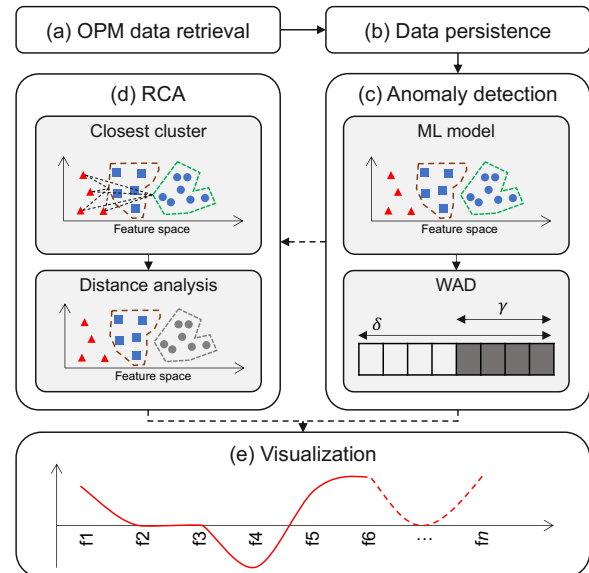 (a) OPM data retrieval
(b) Data persistence
(d) RCA
Closest cluster
Feature space
Distance analysis
Feature space
(c) Anomaly detection
ML model
Feature space
WAD
γ
δ
(e) Visualization
f1 f2 f3 f4 f5 f6 ... fn